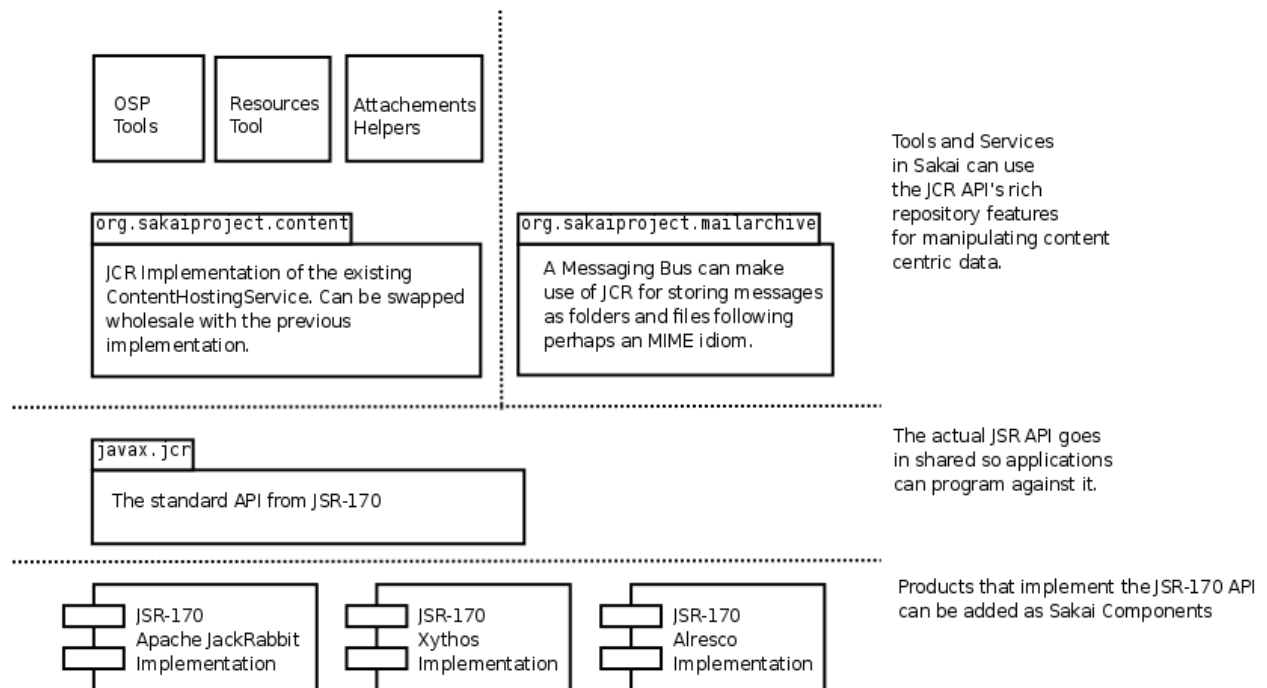 OSP
Tools
Resources
Tool
Attachements
Helpers
Tools and Services
in Sakai can use
the JCR API's rich
repository features
for manipulating content
centric data.
org.sakaiproject.content
JCR Implementation of the existing
ContentHostingService. Can be swapped
wholesale with the previous
implementation.
org.sakaiproject.mailarchive
A Messaging Bus can make
use of JCR for storing messages
as folders and files following
perhaps an MIME idiom.
The actual JSR API goes
in shared so applications
can program against it.
javax.jcr
The standard API from JSR-170
Products that implement the JSR-170 API
can be added as Sakai Components
JSR-170
Apache JackRabbit
Implementation
JSR-170
Xythos
Implementation
JSR-170
Alresco
Implementation